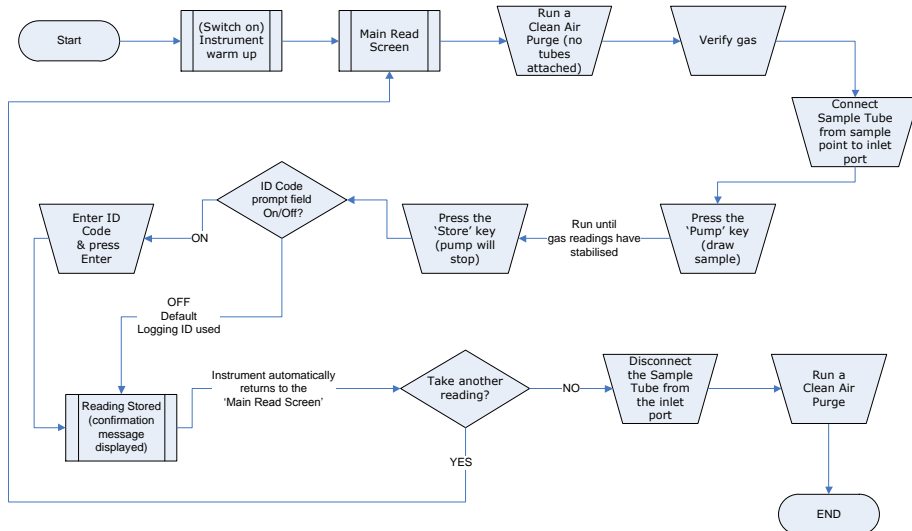 Start
(Switch on)
Instrument
warm up
Main Read
Screen
Run a
Clean Air
Purge (no
tubes
attached)
Verify gas
Connect
Sample Tube
from sample
point to inlet
port
Press the
‘Pump’ key
(draw
sample)
Run until
gas readings have
stabilised
Press the
‘Store’ key
(pump will
stop)
ID Code
prompt field
On/Off?
ON
Enter ID
Code
& press
Enter
OFF
Default
Logging ID used
Reading Stored
(confirmation
message
displayed)
Instrument automatically
returns to the
‘Main Read Screen’
Take another
reading?
YES
NO
Disconnect
the Sample
Tube from
the inlet
port
Run a
Clean Air
Purge
END